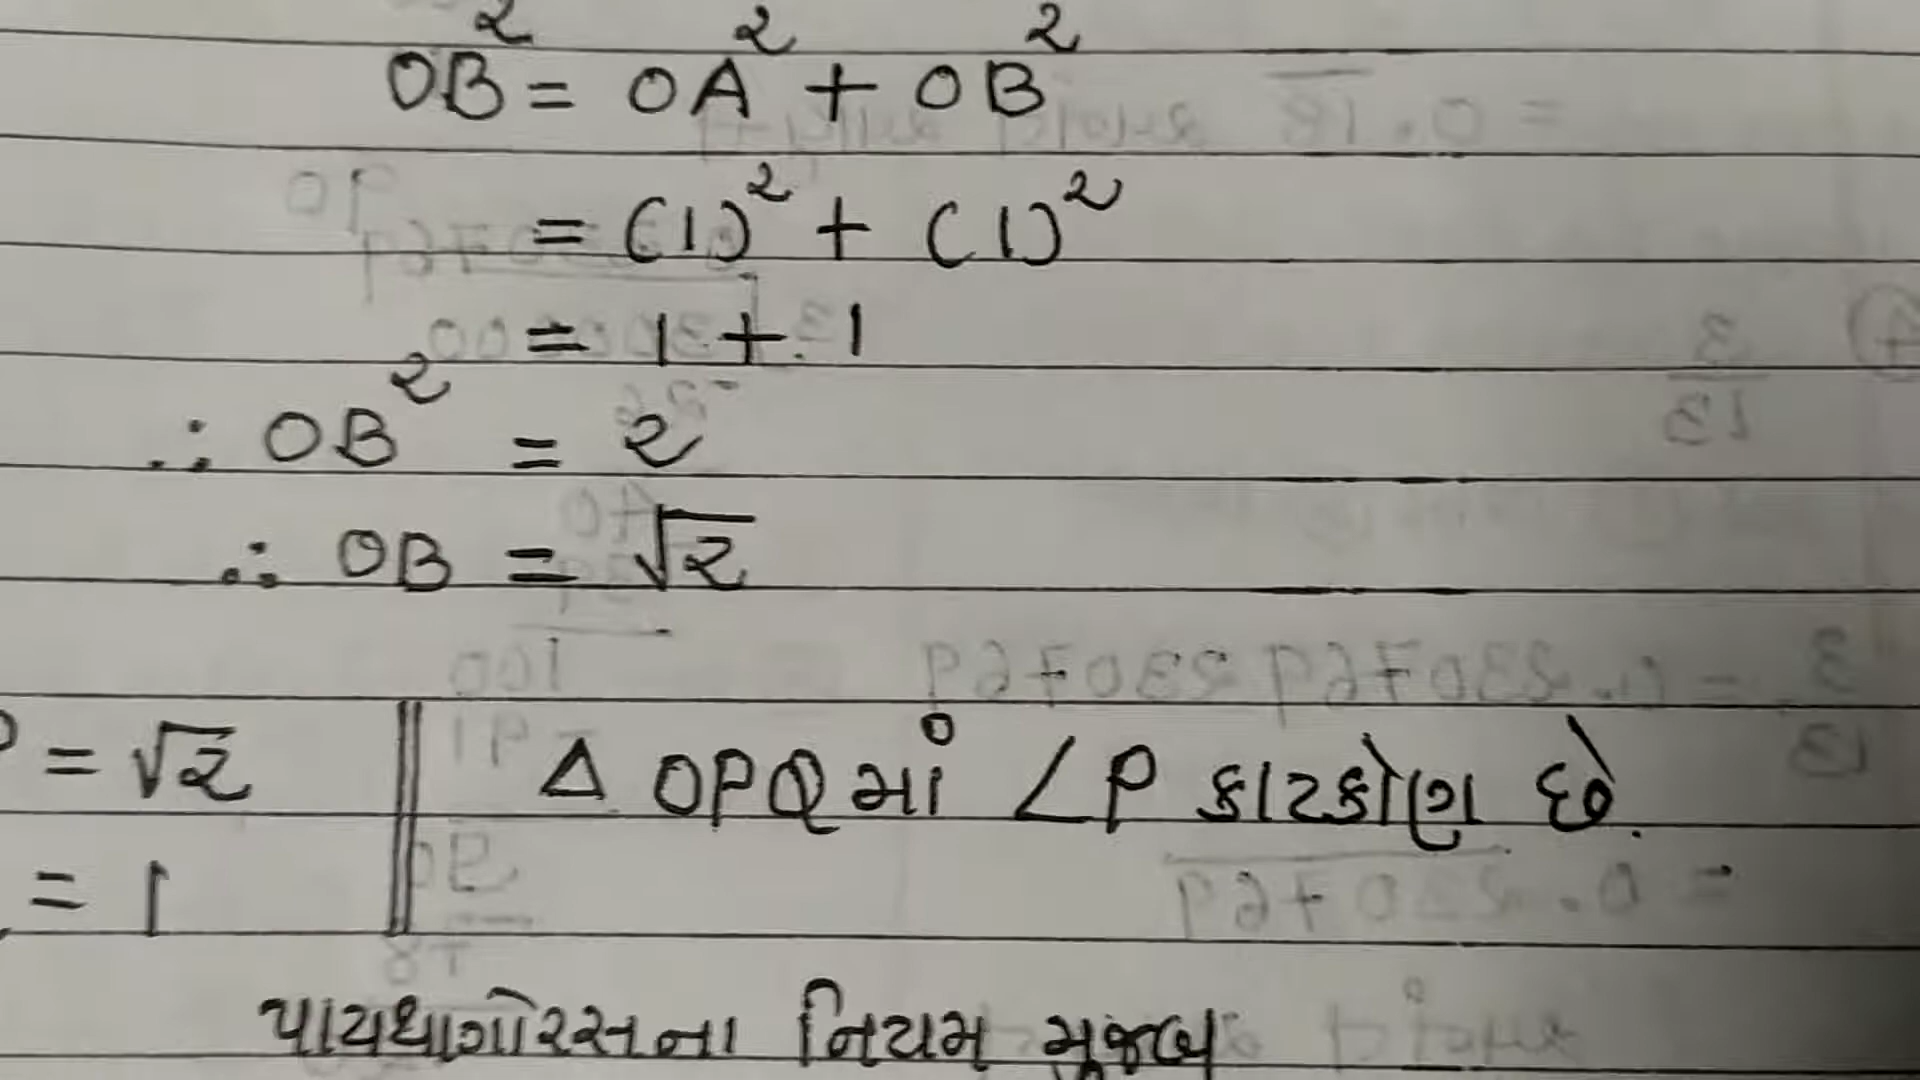 OB² = OA² + OB²
= (1)² + (1)²
= 1 + 1
∴ OB² = 2
∴ OB = √2
= √2 || Δ OPQ માં ∠P કાટકોણ છે.
= 1
પાયથાગોરસના નિયમ મુજબ